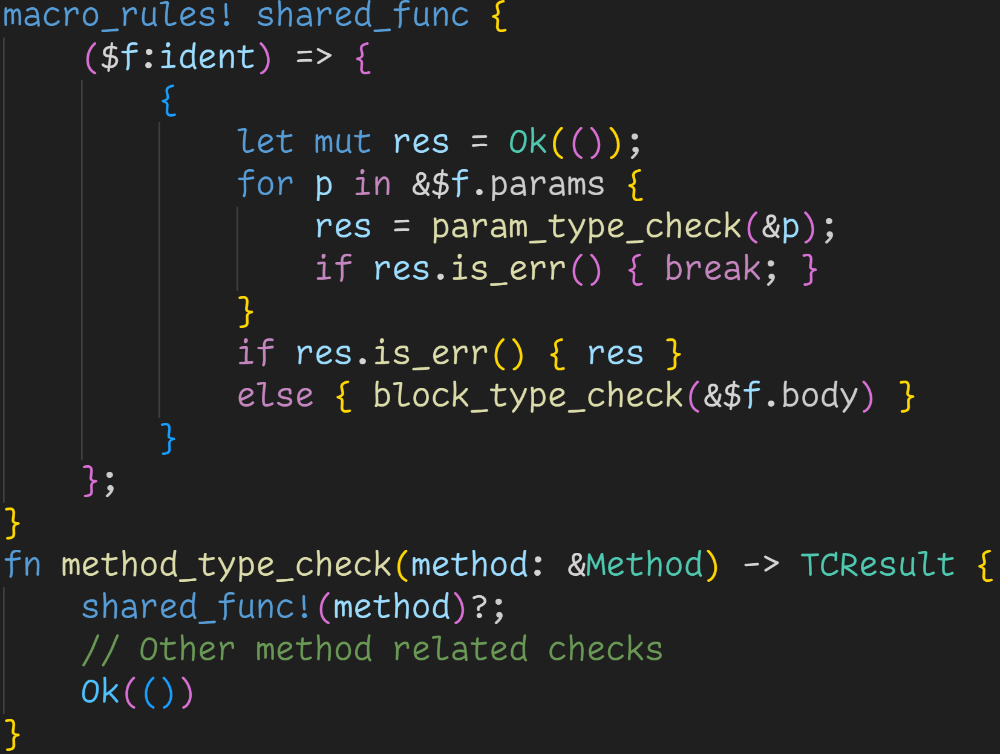 macro_rules! shared_func {
    ($f:ident) => {
        {
            let mut res = Ok(());
            for p in &$f.params {
                res = param_type_check(&p);
                if res.is_err() { break; }
            }
            if res.is_err() { res }
            else { block_type_check(&$f.body) }
        }
    };
}
fn method_type_check(method: &Method) -> TCResult {
    shared_func!(method)?;
    // Other method related checks
    Ok(())
}